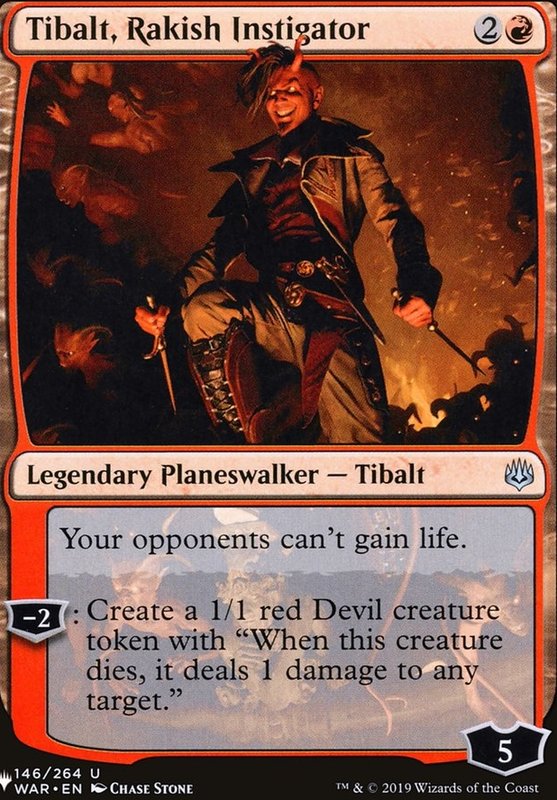 Tibalt, Rakish Instigator 2
Legendary Planeswalker — Tibalt
Your opponents can't gain life.
−2 : Create a 1/1 red Devil creature
token with “When this creature
dies, it deals 1 damage to any
target.”
5
146/264 U
WAR • EN Chase Stone
™ & © 2019 Wizards of the Coast